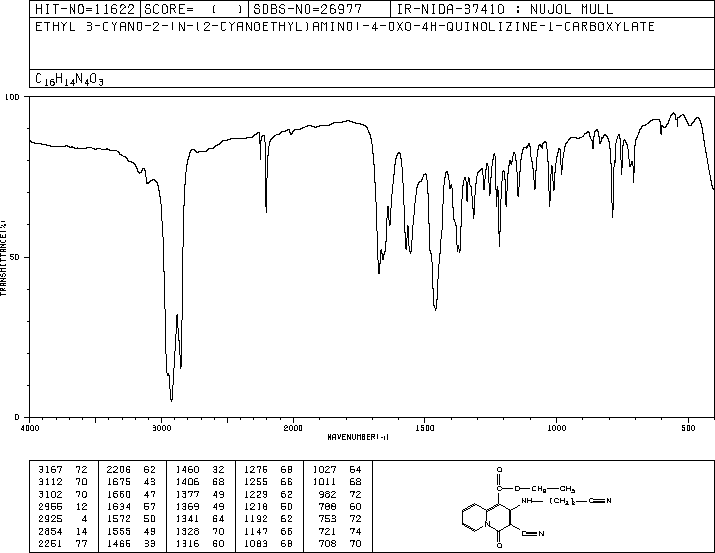 HIT-NO=11622 SCORE= ( ) SDBS-NO=26977 IR-NIDA-37410 : NUJOL MULL
ETHYL 3-CYANO-2-(N-(2-CYANOETHYL)AMINO)-4-OXO-4H-QUINOLIZINE-1-CARBOXYLATE
C16H14N4O3
100
50
0
TRANSMITTANCE(%)
4000 3000 2000 1500 1000 500
WAVENUMBER(-1)
3167 72 2206 62 1460 32 1276 68 1027 64
3112 70 1675 43 1406 68 1255 66 1011 68
3102 70 1660 47 1377 49 1229 62 982 72
2955 12 1634 57 1369 49 1218 50 788 60
2925 4 1572 50 1341 64 1192 62 753 72
2854 14 1555 49 1328 70 1147 66 721 74
2251 77 1466 39 1316 60 1083 68 708 70
O
C O CH2 CH3
NH (CH2)2 C N
N C N
O